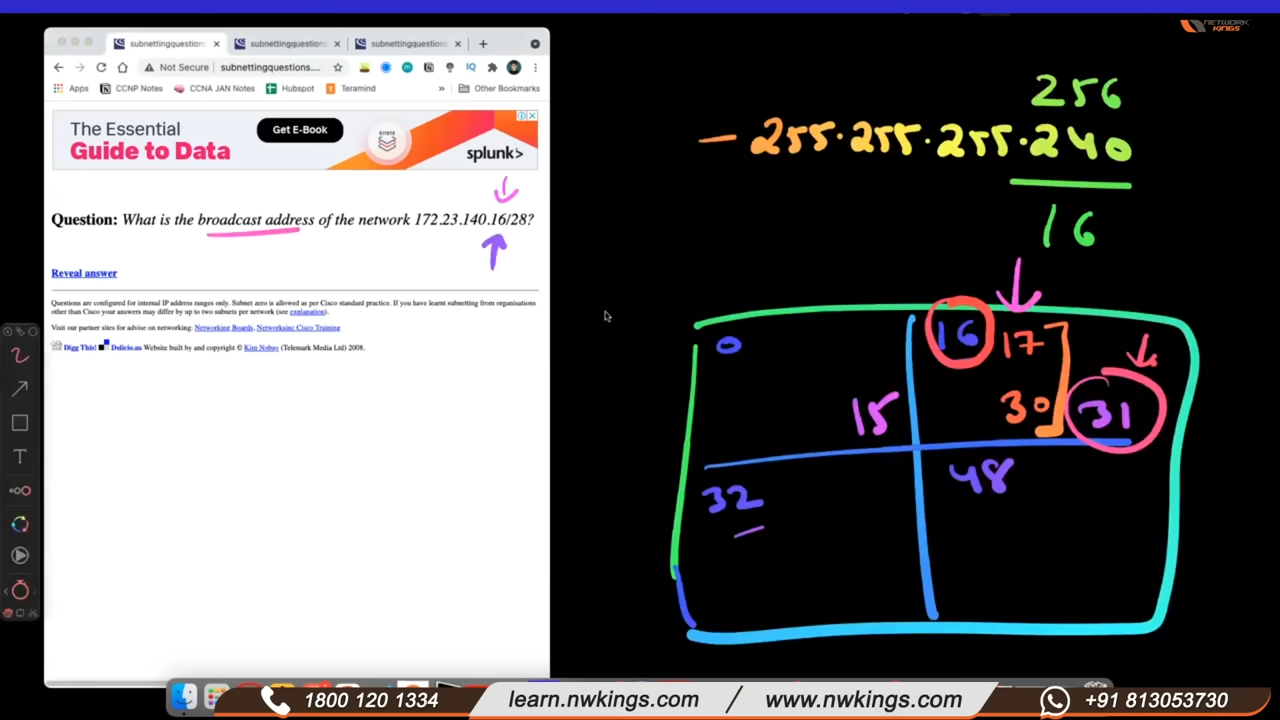 NETWORK
KINGS
subnettingquestions
subnettingquestions
subnettingquestions
Not Secure
subnettingquestions....
IQ
Apps
CCNP Notes
CCNA JAN Notes
Hubspot
Teramind
»
Other Bookmarks
The Essential
Guide to Data
Get E-Book
splunk>
Question: What is the broadcast address of the network 172.23.140.16/28?
Reveal answer
Questions are configured for internal IP address ranges only. Subnet zero is allowed as per Cisco standard practice. If you have learnt subnetting from organisations
other than Cisco your answers may differ by up to two subnets per network (see explanation).
Visit our partner sites for advise on networking: Networking Boards, Networksinc Cisco Training
Digg This! Delicio.us Website built by and copyright © Kim Nobay (Telemark Media Ltd) 2008.
256
- 255.255.255.240
16
0
16 17
15
30 31
32
48
T
1800 120 1334
learn.nwkings.com / www.nwkings.com
+91 813053730